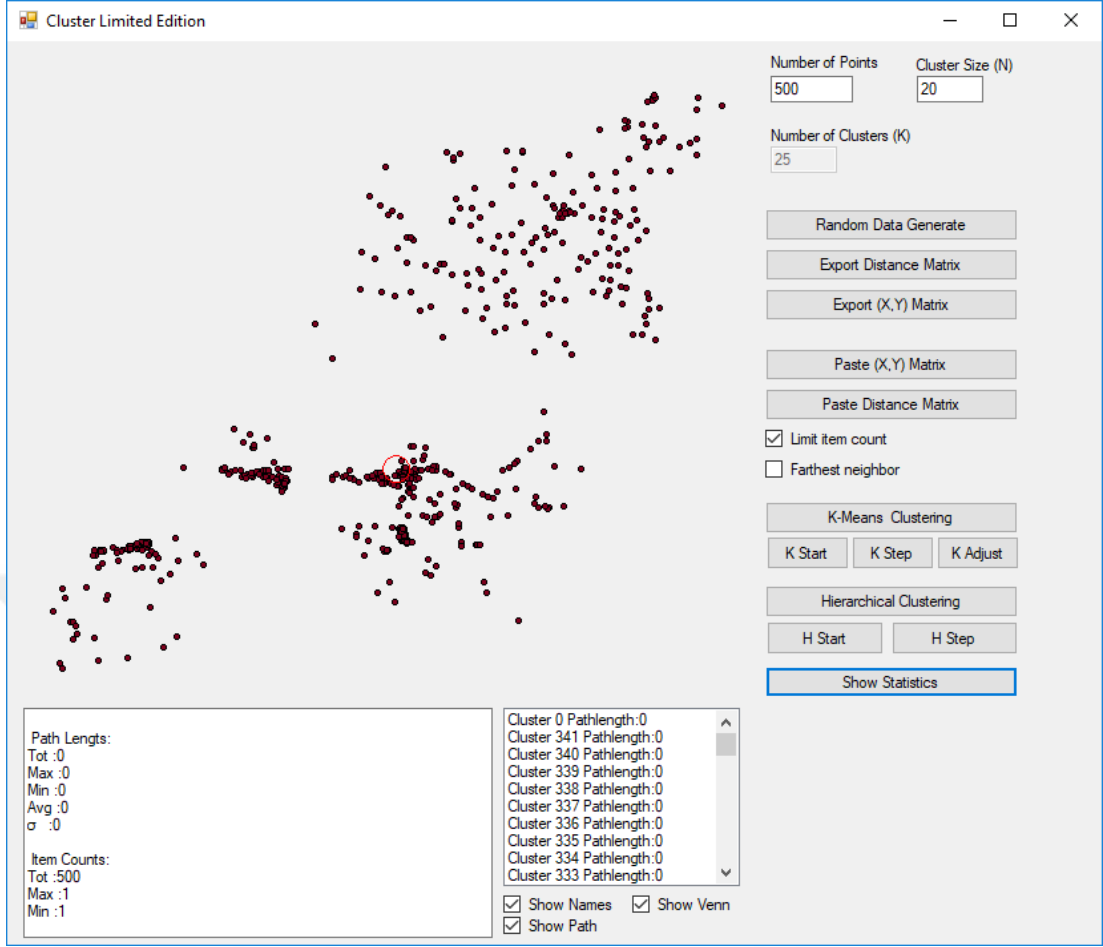 Cluster Limited Edition
Number of Points
Cluster Size (N)
500
20
Number of Clusters (K)
25
Random Data Generate
Export Distance Matrix
Export (X,Y) Matrix
Paste (X,Y) Matrix
Paste Distance Matrix
Limit item count
Farthest neighbor
K-Means Clustering
K Start
K Step
K Adjust
Hierarchical Clustering
H Start
H Step
Show Statistics
Path Lengts:
Tot :0
Max :0
Min :0
Avg :0
σ :0
Item Counts:
Tot :500
Max :1
Min :1
Cluster 0 Pathlength:0
Cluster 341 Pathlength:0
Cluster 340 Pathlength:0
Cluster 339 Pathlength:0
Cluster 338 Pathlength:0
Cluster 337 Pathlength:0
Cluster 336 Pathlength:0
Cluster 335 Pathlength:0
Cluster 334 Pathlength:0
Cluster 333 Pathlength:0
Show Names
Show Venn
Show Path